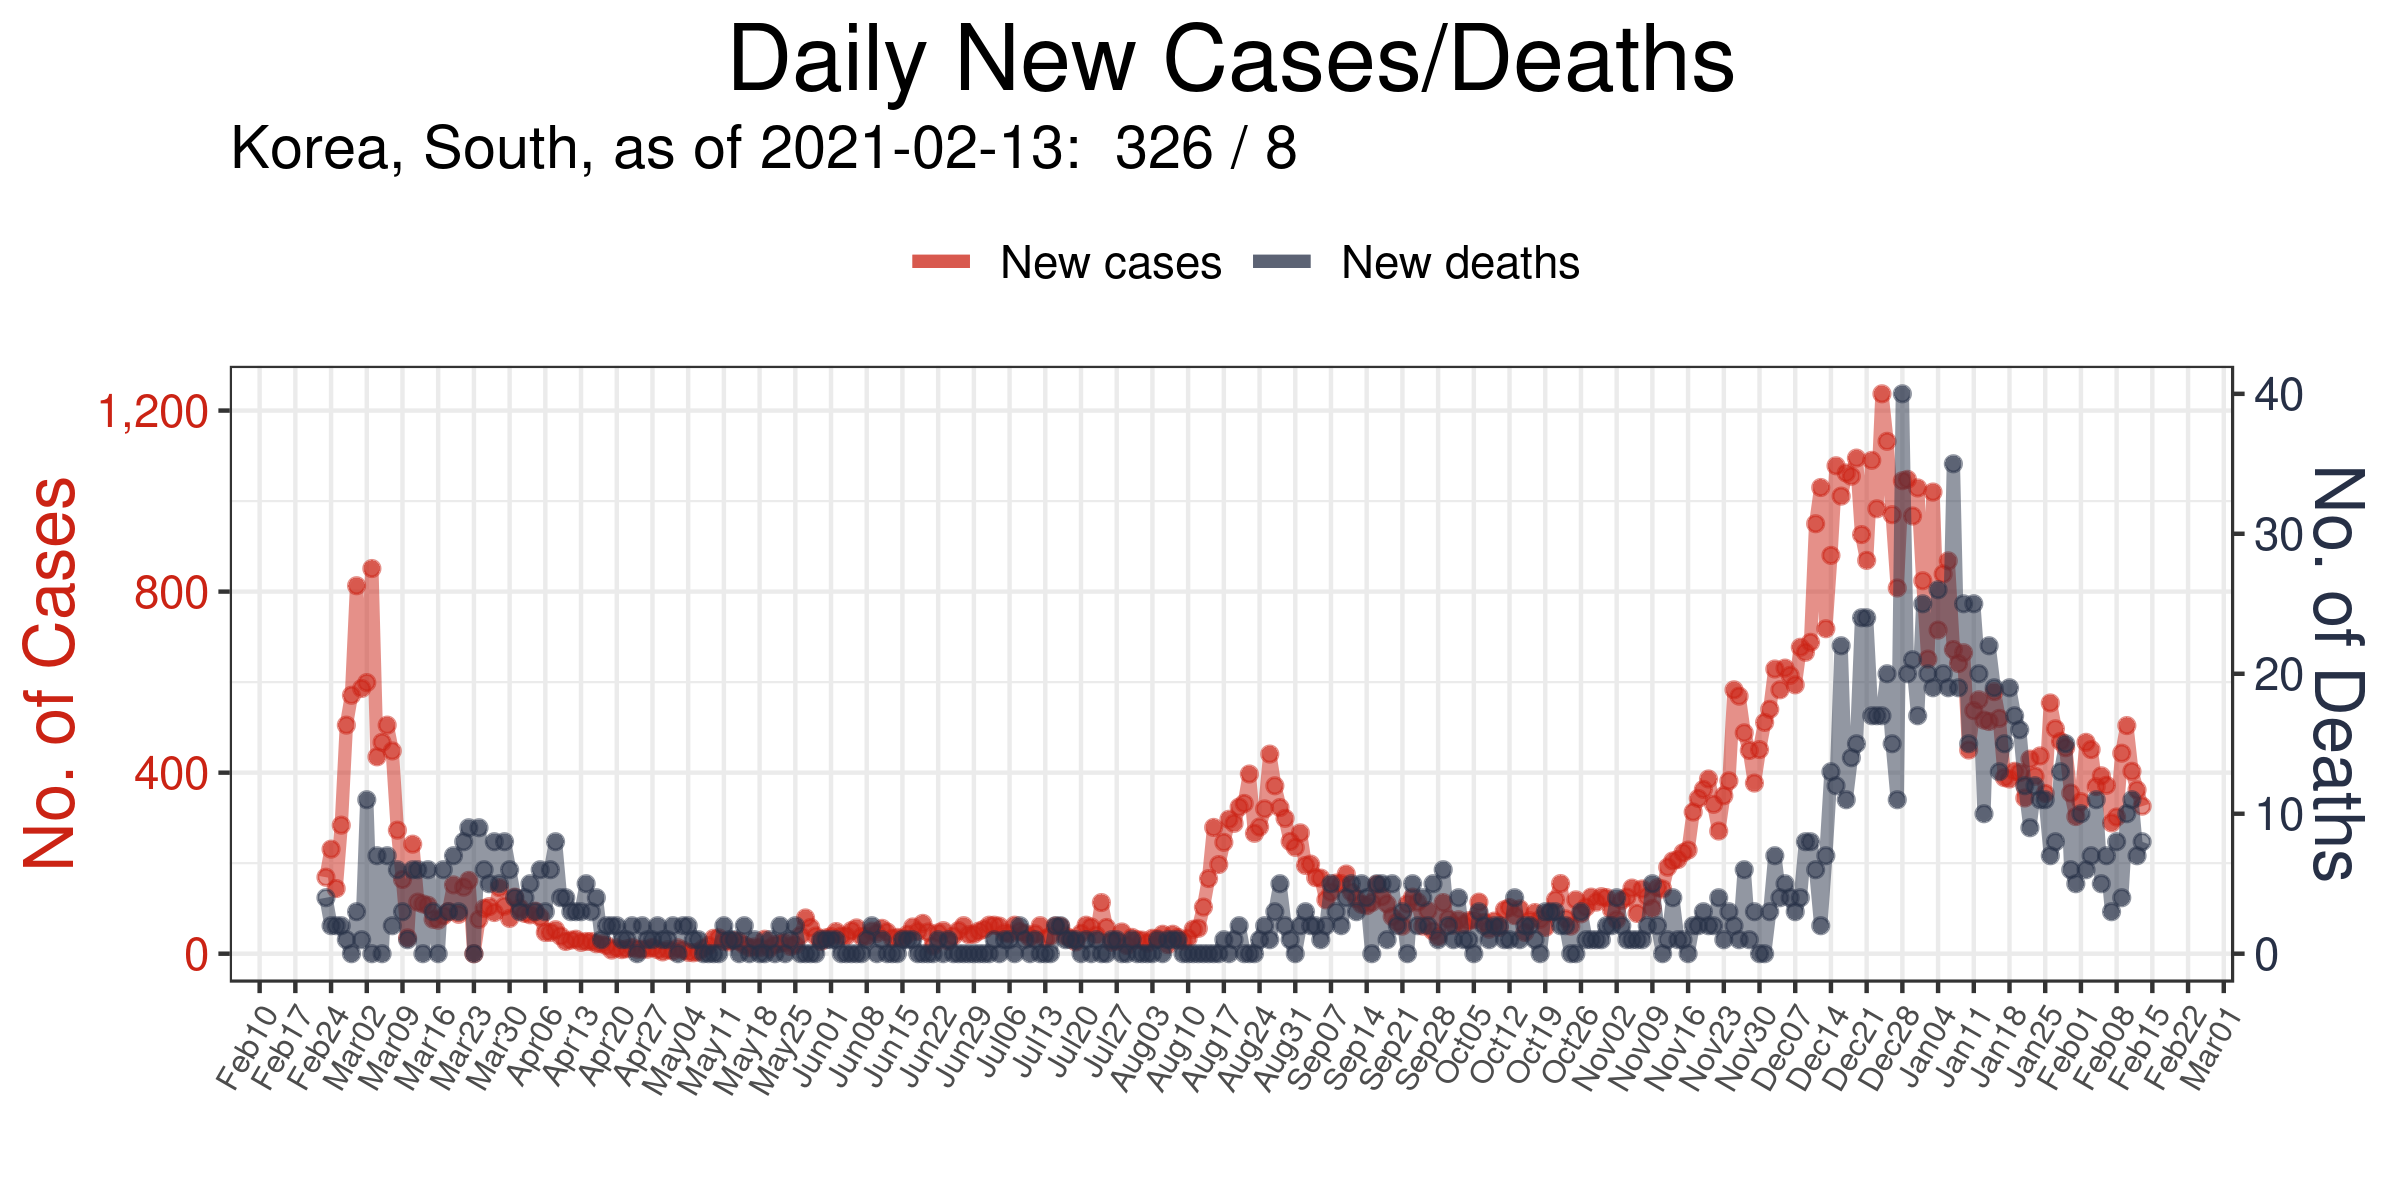 Daily New Cases/Deaths
Korea, South, as of 2021-02-13:  326 / 8
New cases
New deaths
No. of Cases
1,200
800
400
0
40
30
20
10
0
No. of Deaths
Feb10
Feb17
Feb24
Mar02
Mar09
Mar16
Mar23
Mar30
Apr06
Apr13
Apr20
Apr27
May04
May11
May18
May25
Jun01
Jun08
Jun15
Jun22
Jun29
Jul06
Jul13
Jul20
Jul27
Aug03
Aug10
Aug17
Aug24
Aug31
Sep07
Sep14
Sep21
Sep28
Oct05
Oct12
Oct19
Oct26
Nov02
Nov09
Nov16
Nov23
Nov30
Dec07
Dec14
Dec21
Dec28
Jan04
Jan11
Jan18
Jan25
Feb01
Feb08
Feb15
Feb22
Mar01